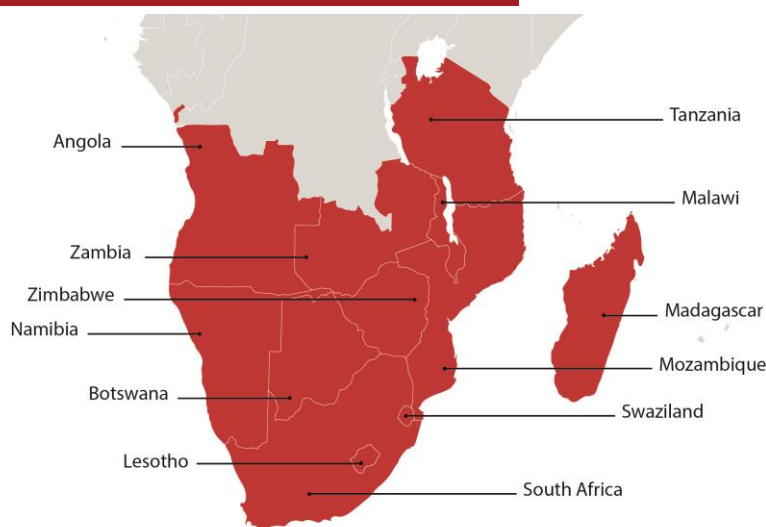 Tanzania
Angola
Malawi
Zambia
Zimbabwe
Madagascar
Namibia
Mozambique
Botswana
Swaziland
Lesotho
South Africa